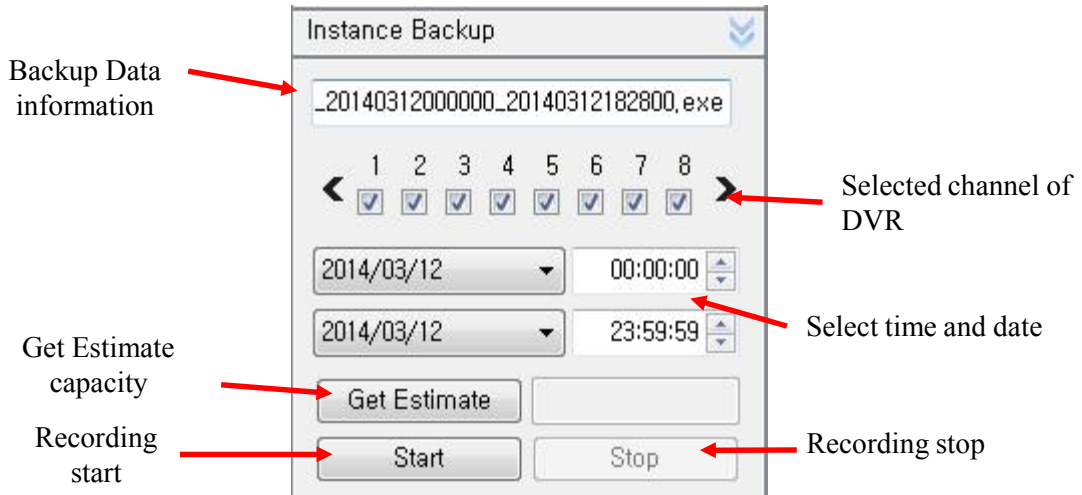 Instance Backup
Backup Data
information
_20140312000000_20140312182800.exe
1 2 3 4 5 6 7 8
Selected channel of
DVR
2014/03/12 00:00:00
2014/03/12 23:59:59
Select time and date
Get Estimate
capacity
Get Estimate
Recording
start
Start
Stop
Recording stop